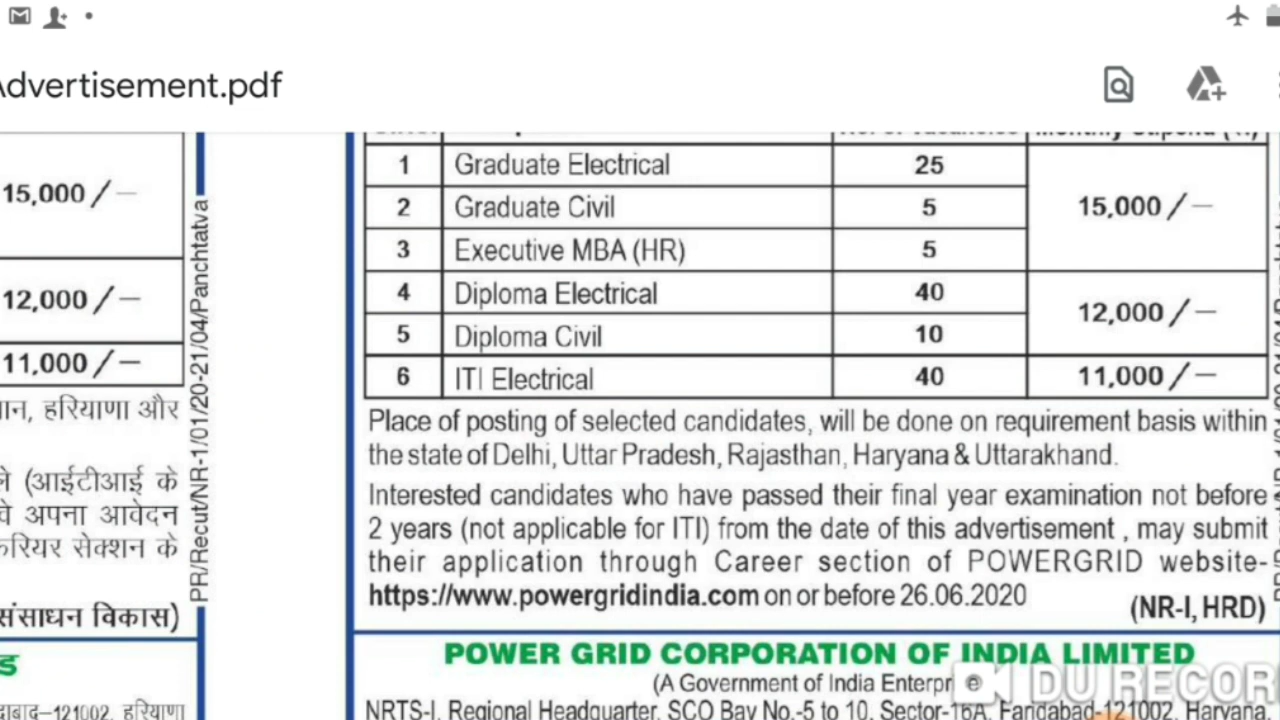 Advertisement.pdf
15,000 /–
12,000 /–
11,000 /–
हरियाणा और
(आईटीआई के
अपना आवेदन
सेक्शन के
संसाधन विकास)
121002, हरियाणा
PR/Recut/NR-1/01/20-21/04/Panchtatva
1 Graduate Electrical 25
2 Graduate Civil 5 15,000 /–
3 Executive MBA (HR) 5
4 Diploma Electrical 40
12,000 /–
5 Diploma Civil 10
6 ITI Electrical 40 11,000 /–
Place of posting of selected candidates, will be done on requirement basis within
the state of Delhi, Uttar Pradesh, Rajasthan, Haryana & Uttarakhand.
Interested candidates who have passed their final year examination not before
2 years (not applicable for ITI) from the date of this advertisement , may submit
their application through Career section of POWERGRID website-
https://www.powergridindia.com on or before 26.06.2020
(NR-I, HRD)
POWER GRID CORPORATION OF INDIA LIMITED
(A Government of India Enterpri
DU RECOR
NRTS-I, Regional Headquarter, SCO Bay No.-5 to 10, Sector-16A, Faridabad-121002, Haryana